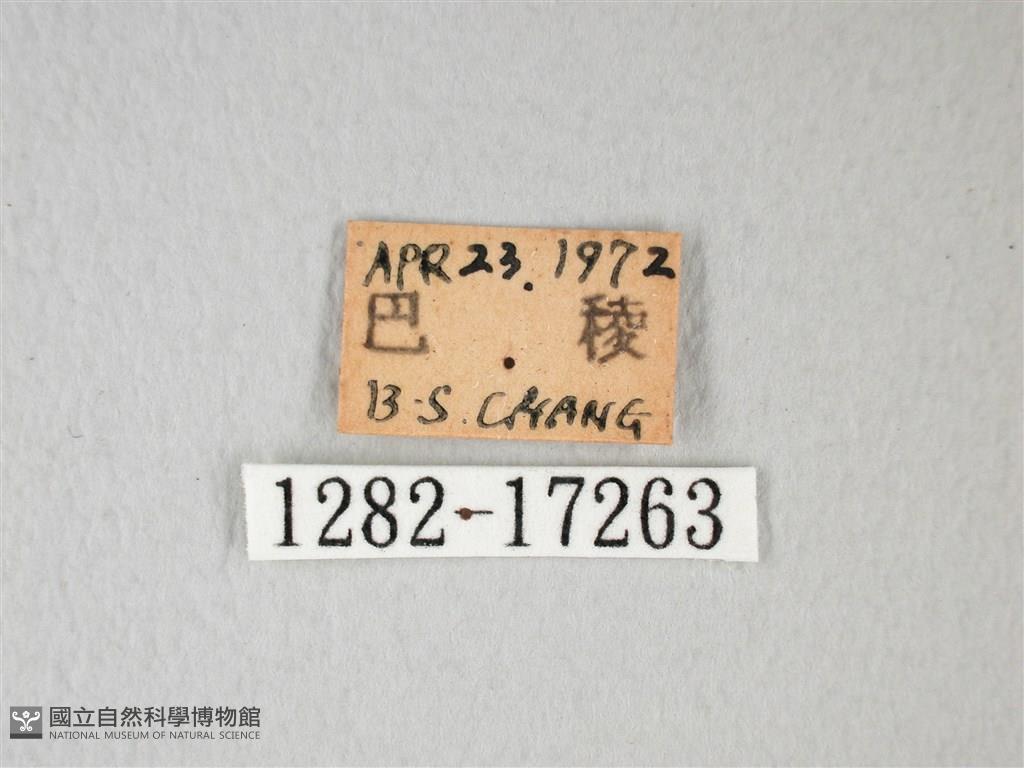 APR 23. 1972
巴 稜
B.S. CHANG
1282-17263
國立自然科學博物館
NATIONAL MUSEUM OF NATURAL SCIENCE